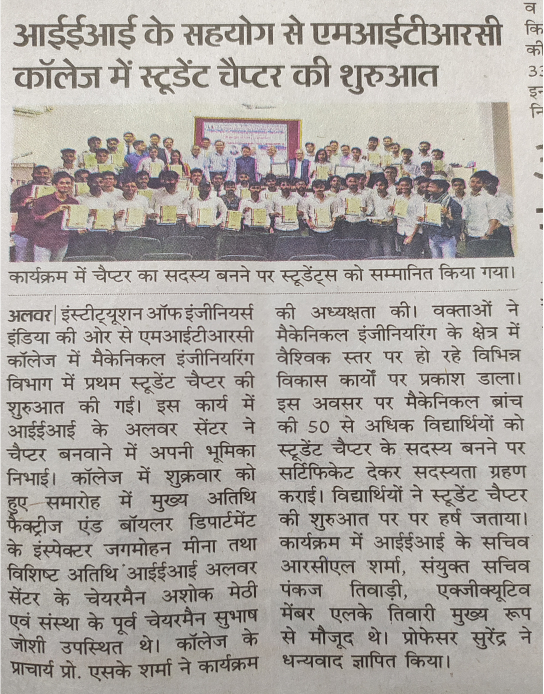 आईईआई के सहयोग से एमआईटीआरसी
कॉलेज में स्टूडेंट चैप्टर की शुरुआत
कार्यक्रम में चैप्टर का सदस्य बनने पर स्टूडेंट्स को सम्मानित किया गया।
अलवर| इंस्टीट्यूशन ऑफ इंजीनियर्स
इंडिया की ओर से एमआईटीआरसी
कॉलेज में मैकेनिकल इंजीनियरिंग
विभाग में प्रथम स्टूडेंट चैप्टर की
शुरुआत की गई। इस कार्य में
आईईआई के अलवर सेंटर ने
चैप्टर बनवाने में अपनी भूमिका
निभाई। कॉलेज में शुक्रवार को
हुए समारोह में मुख्य अतिथि
फैक्ट्रीज एंड बॉयलर डिपार्टमेंट
के इंस्पेक्टर जगमोहन मीना तथा
विशिष्ट अतिथि आईईआई अलवर
सेंटर के चेयरमैन अशोक मेठी
एवं संस्था के पूर्व चेयरमैन सुभाष
जोशी उपस्थित थे। कॉलेज के
प्राचार्य प्रो. एसके शर्मा ने कार्यक्रम
की अध्यक्षता की। वक्ताओं ने
मैकेनिकल इंजीनियरिंग के क्षेत्र में
वैश्विक स्तर पर हो रहे विभिन्न
विकास कार्यों पर प्रकाश डाला।
इस अवसर पर मैकेनिकल ब्रांच
की 50 से अधिक विद्यार्थियों को
स्टूडेंट चैप्टर के सदस्य बनने पर
सर्टिफिकेट देकर सदस्यता ग्रहण
कराई। विद्यार्थियों ने स्टूडेंट चैप्टर
की शुरुआत पर पर हर्ष जताया।
कार्यक्रम में आईईआई के सचिव
आरसीएल शर्मा, संयुक्त सचिव
पंकज तिवाड़ी, एक्जीक्यूटिव
मेंबर एलके तिवारी मुख्य रूप
से मौजूद थे। प्रोफेसर सुरेंद्र ने
धन्यवाद ज्ञापित किया।